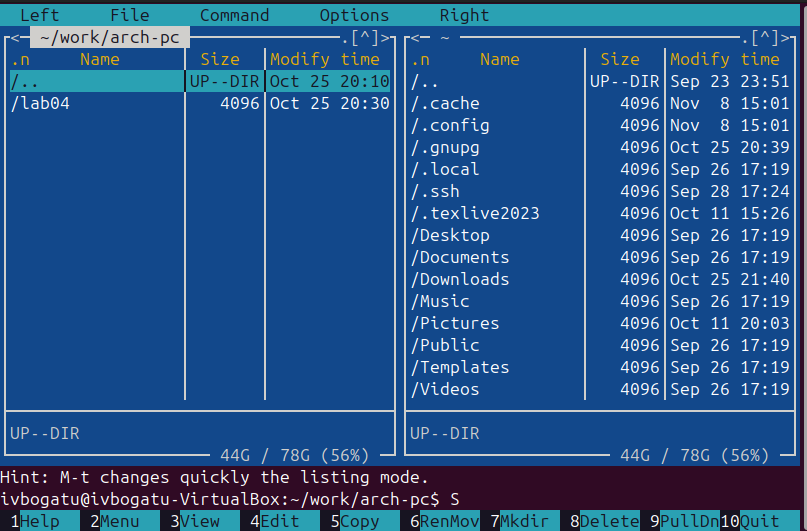 Left File Command Options Right
<- ~/work/arch-pc .[^]> <- ~ .[^]>
.n Name Size Modify time .n Name Size Modify time
/.. UP--DIR Oct 25 20:10 /.. UP--DIR Sep 23 23:51
/lab04 4096 Oct 25 20:30 /.cache 4096 Nov 8 15:01
/.config 4096 Nov 8 15:01
/.gnupg 4096 Oct 25 20:39
/.local 4096 Sep 26 17:19
/.ssh 4096 Sep 28 17:24
/.texlive2023 4096 Oct 11 15:26
/Desktop 4096 Sep 26 17:19
/Documents 4096 Sep 26 17:19
/Downloads 4096 Oct 25 21:40
/Music 4096 Sep 26 17:19
/Pictures 4096 Oct 11 20:03
/Public 4096 Sep 26 17:19
/Templates 4096 Sep 26 17:19
/Videos 4096 Sep 26 17:19
UP--DIR UP--DIR
44G / 78G (56%) 44G / 78G (56%)
Hint: M-t changes quickly the listing mode.
ivbogatu@ivbogatu-VirtualBox:~/work/arch-pc$ S
1Help 2Menu 3View 4Edit 5Copy 6RenMov 7Mkdir 8Delete 9PullDn 10Quit